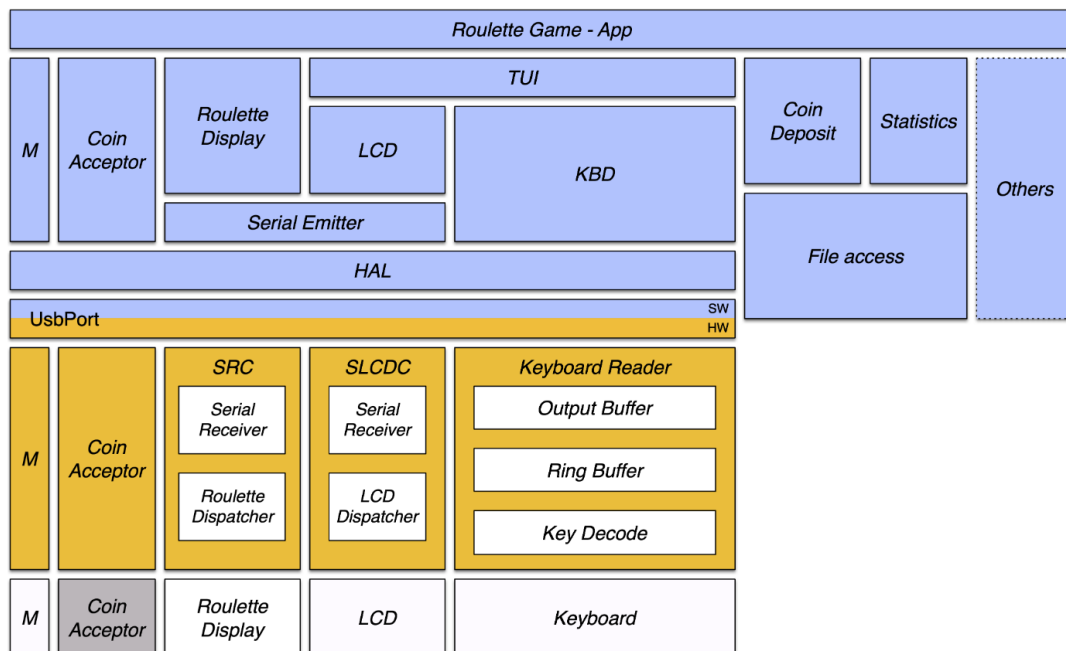 Roulette Game - App
M
Coin
Acceptor
Roulette
Display
TUI
LCD
KBD
Serial Emitter
Coin
Deposit
Statistics
Others
File access
HAL
UsbPort
SW
HW
M
Coin
Acceptor
SRC
Serial
Receiver
Roulette
Dispatcher
SLCDC
Serial
Receiver
LCD
Dispatcher
Keyboard Reader
Output Buffer
Ring Buffer
Key Decode
M
Coin
Acceptor
Roulette
Display
LCD
Keyboard